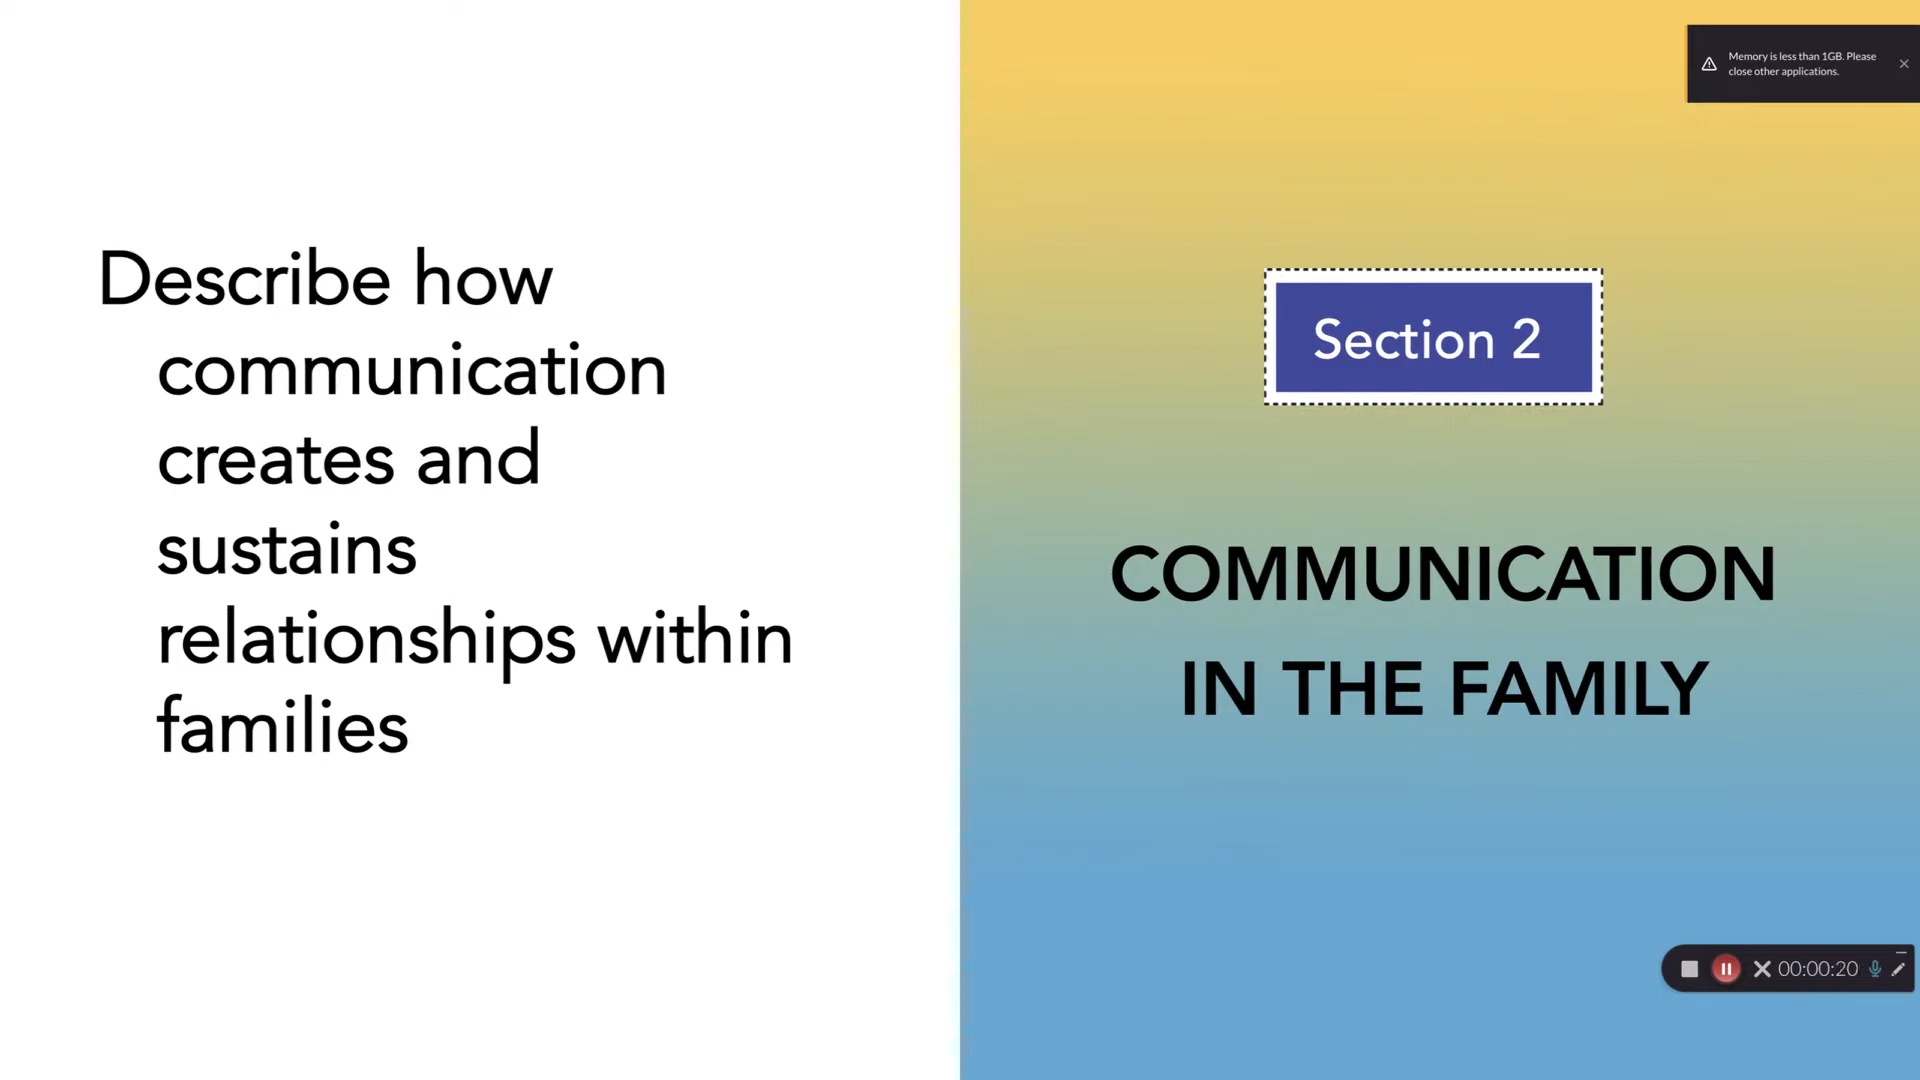 Describe how
communication
creates and
sustains
relationships within
families
Memory is less than 1GB. Please
close other applications.
Section 2
COMMUNICATION
IN THE FAMILY
00:00:20